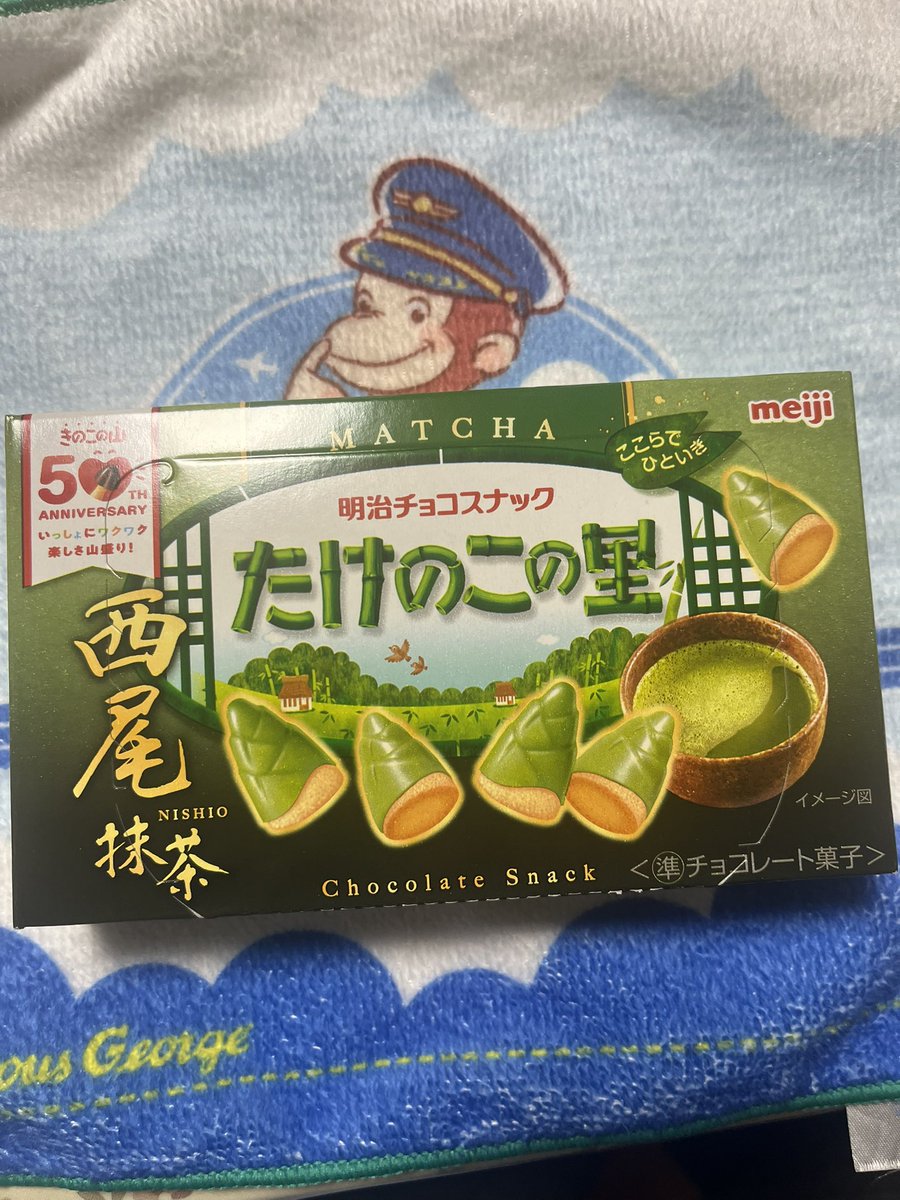 きのこの山
50TH
ANNIVERSARY
いっしょにワクワク
楽しさ山盛り!
MATCHA
ここらで
ひといき
meiji
明治チョコスナック
たけのこの里
西尾
NISHIO
抹茶
イメージ図
Chocolate Snack
<準チョコレート菓子>
ous George